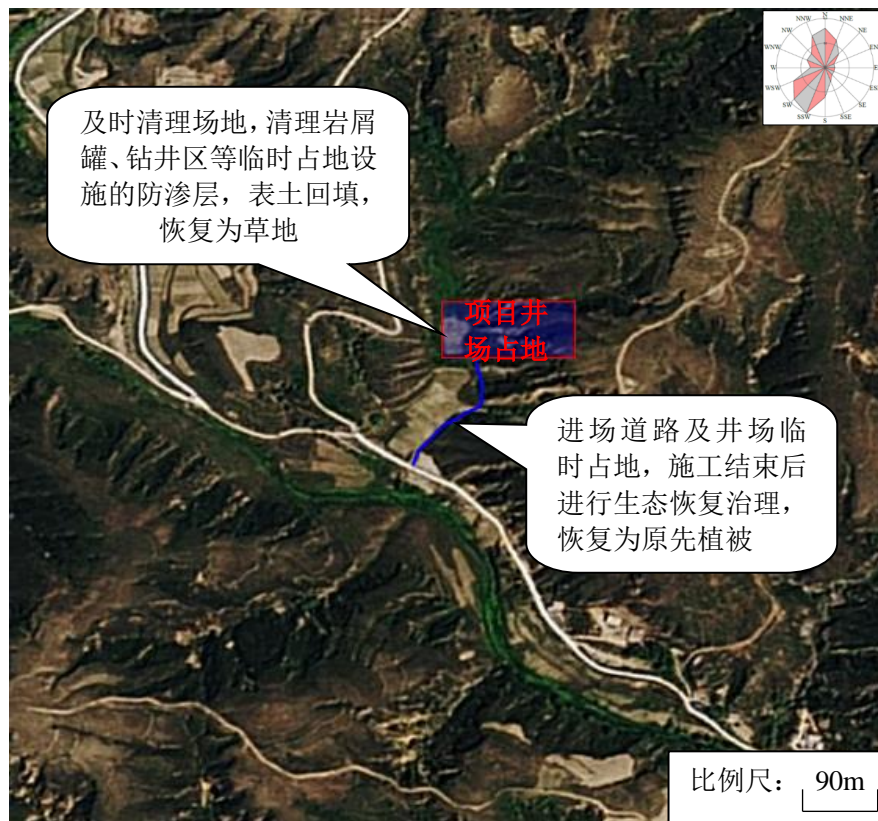 N
NNE
NE
EN
E
ES
SE
SSE
S
SSW
SW
WSW
W
WNW
NW
NNW
及时清理场地，清理岩屑
罐、钻井区等临时占地设
施的防渗层，表土回填，
恢复为草地
项目井
场占地
进场道路及井场临
时占地，施工结束后
进行生态恢复治理，
恢复为原先植被
比例尺： 90m